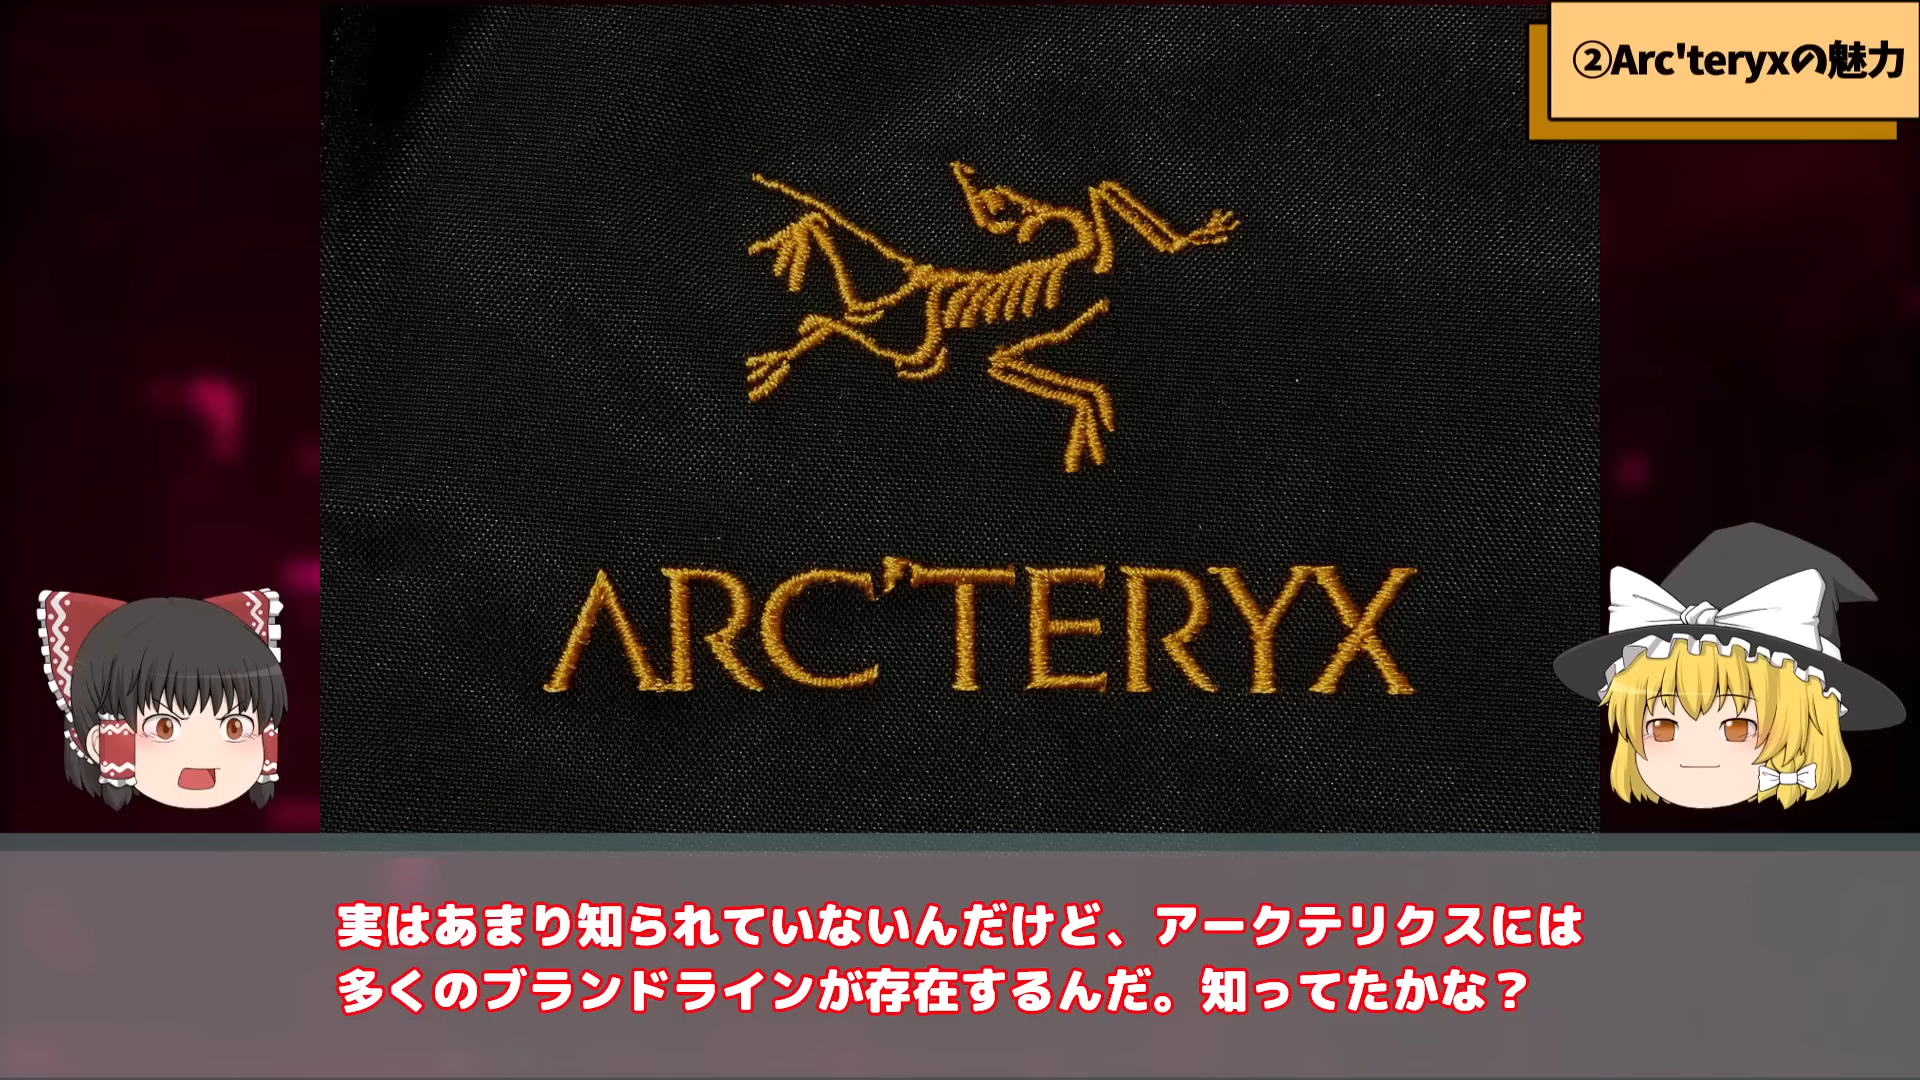 ②Arc'teryxの魅力
ARC'TERYX
実はあまり知られていないんだけど、アークテリクスには
多くのブランドラインが存在するんだ。知ってたかな？